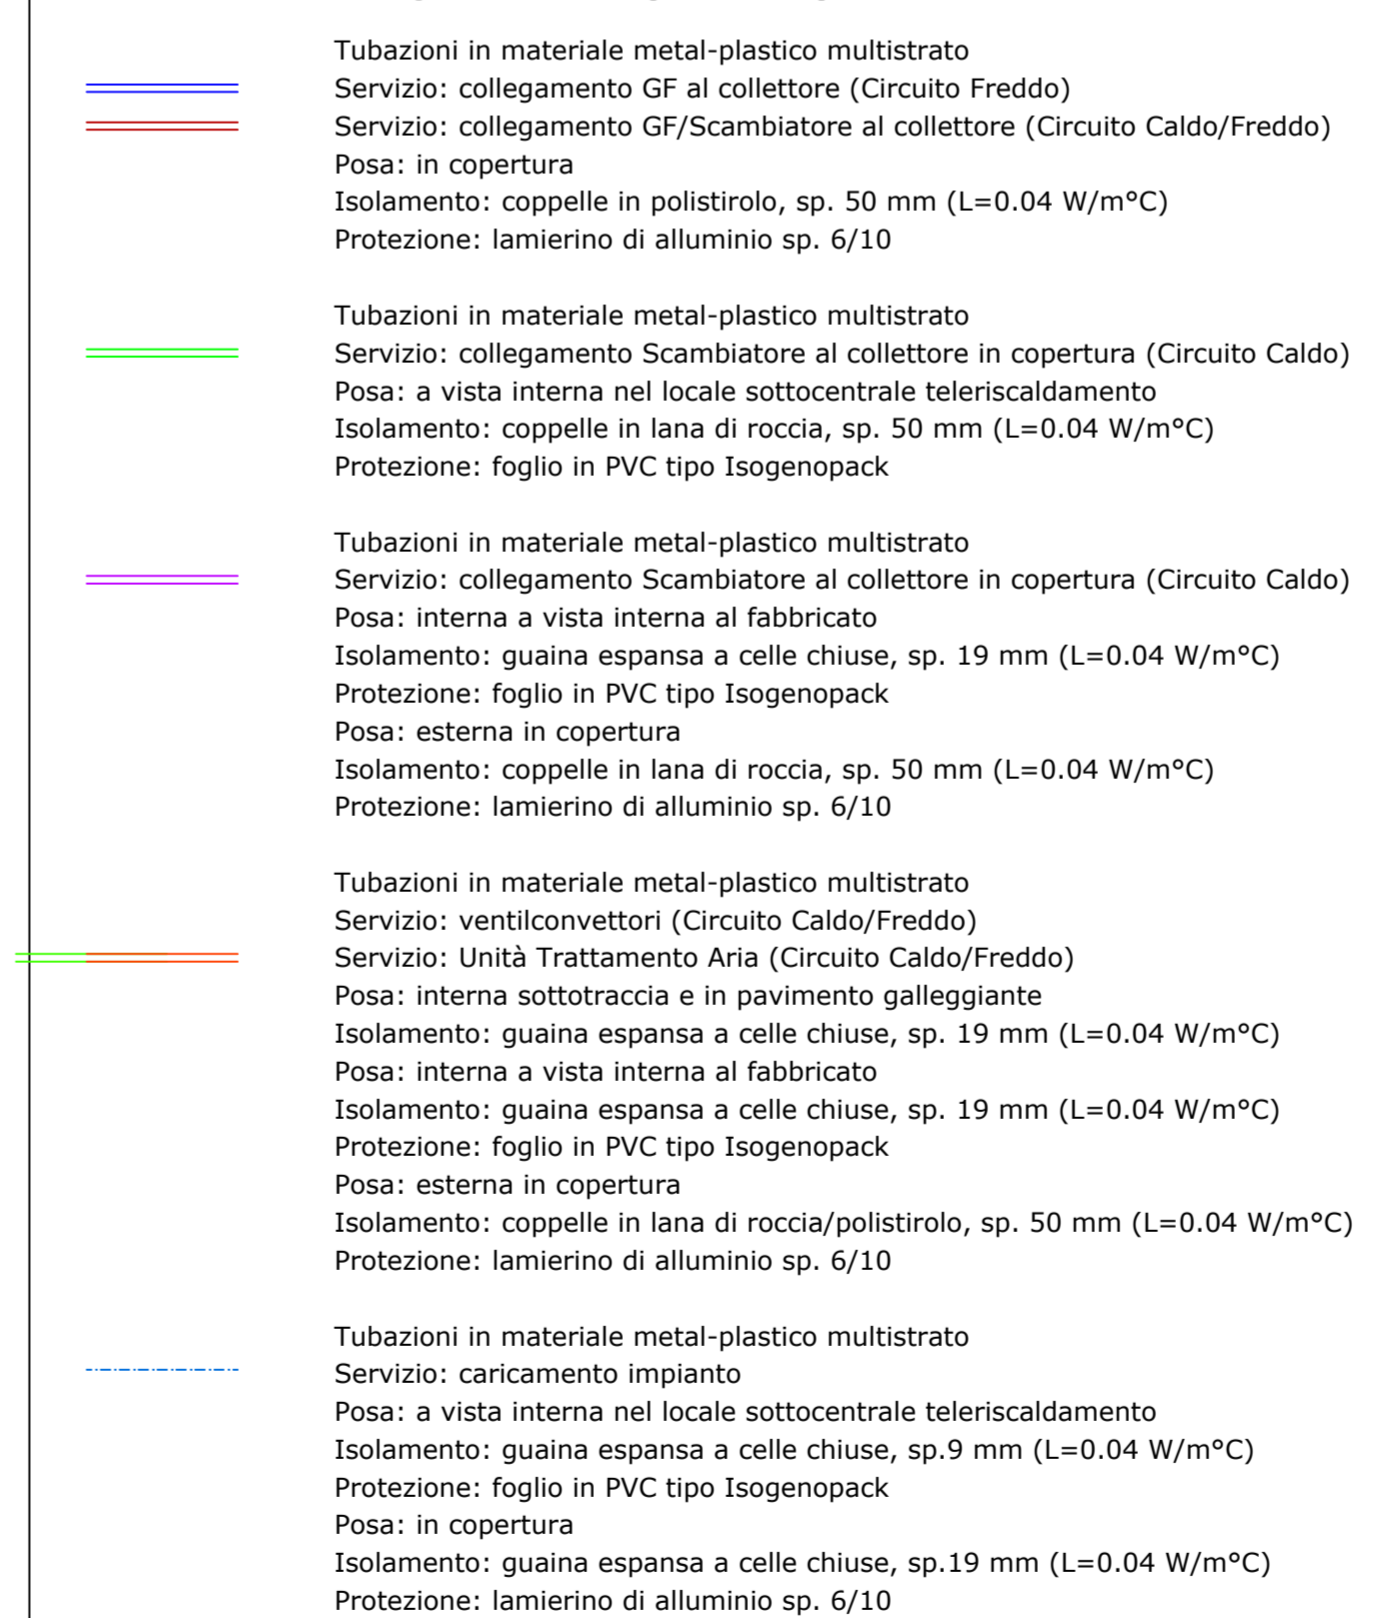 Tubazioni in materiale metal-plastico multistrato
Servizio: collegamento GF al collettore (Circuito Freddo)
Servizio: collegamento GF/Scambiatore al collettore (Circuito Caldo/Freddo)
Posa: in copertura
Isolamento: coppelle in polistirolo, sp. 50 mm (L=0.04 W/m°C)
Protezione: lamierino di alluminio sp. 6/10
Tubazioni in materiale metal-plastico multistrato
Servizio: collegamento Scambiatore al collettore in copertura (Circuito Caldo)
Posa: a vista interna nel locale sottocentrale teleriscaldamento
Isolamento: coppelle in lana di roccia, sp. 50 mm (L=0.04 W/m°C)
Protezione: foglio in PVC tipo Isogenopack
Tubazioni in materiale metal-plastico multistrato
Servizio: collegamento Scambiatore al collettore in copertura (Circuito Caldo)
Posa: interna a vista interna al fabbricato
Isolamento: guaina espansa a celle chiuse, sp. 19 mm (L=0.04 W/m°C)
Protezione: foglio in PVC tipo Isogenopack
Posa: esterna in copertura
Isolamento: coppelle in lana di roccia, sp. 50 mm (L=0.04 W/m°C)
Protezione: lamierino di alluminio sp. 6/10
Tubazioni in materiale metal-plastico multistrato
Servizio: ventilconvettori (Circuito Caldo/Freddo)
Servizio: Unità Trattamento Aria (Circuito Caldo/Freddo)
Posa: interna sottotraccia e in pavimento galleggiante
Isolamento: guaina espansa a celle chiuse, sp. 19 mm (L=0.04 W/m°C)
Posa: interna a vista interna al fabbricato
Isolamento: guaina espansa a celle chiuse, sp. 19 mm (L=0.04 W/m°C)
Protezione: foglio in PVC tipo Isogenopack
Posa: esterna in copertura
Isolamento: coppelle in lana di roccia/polistirolo, sp. 50 mm (L=0.04 W/m°C)
Protezione: lamierino di alluminio sp. 6/10
Tubazioni in materiale metal-plastico multistrato
Servizio: caricamento impianto
Posa: a vista interna nel locale sottocentrale teleriscaldamento
Isolamento: guaina espansa a celle chiuse, sp.9 mm (L=0.04 W/m°C)
Protezione: foglio in PVC tipo Isogenopack
Posa: in copertura
Isolamento: guaina espansa a celle chiuse, sp.19 mm (L=0.04 W/m°C)
Protezione: lamierino di alluminio sp. 6/10